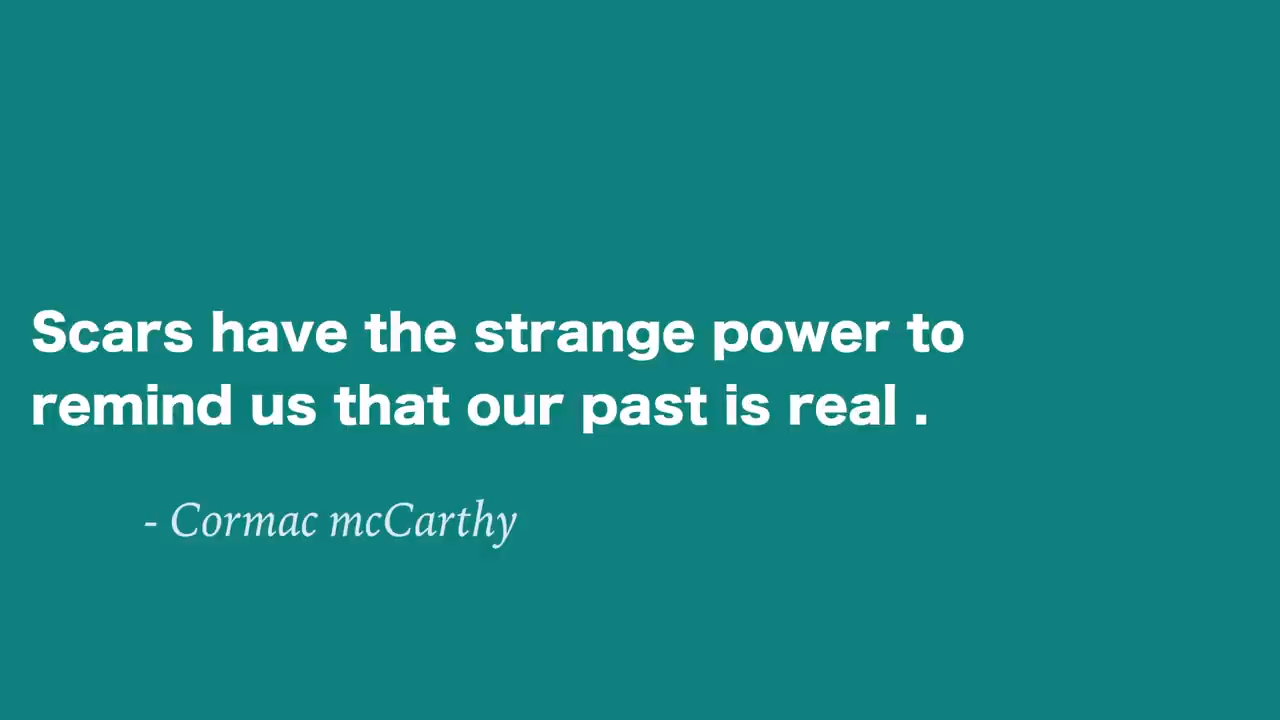 Scars have the strange power to
remind us that our past is real .
- Cormac mcCarthy